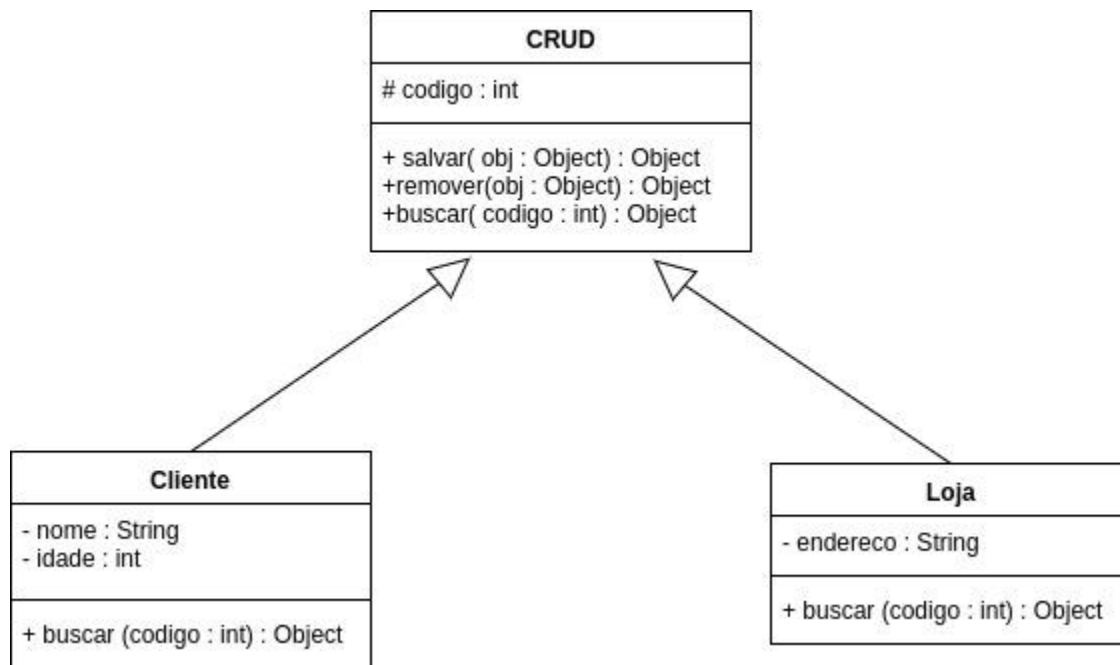 CRUD
# codigo : int
+ salvar( obj : Object) : Object
+remover(obj : Object) : Object
+buscar( codigo : int) : Object
Cliente
- nome : String
- idade : int
+ buscar (codigo : int) : Object
Loja
- endereco : String
+ buscar (codigo : int) : Object